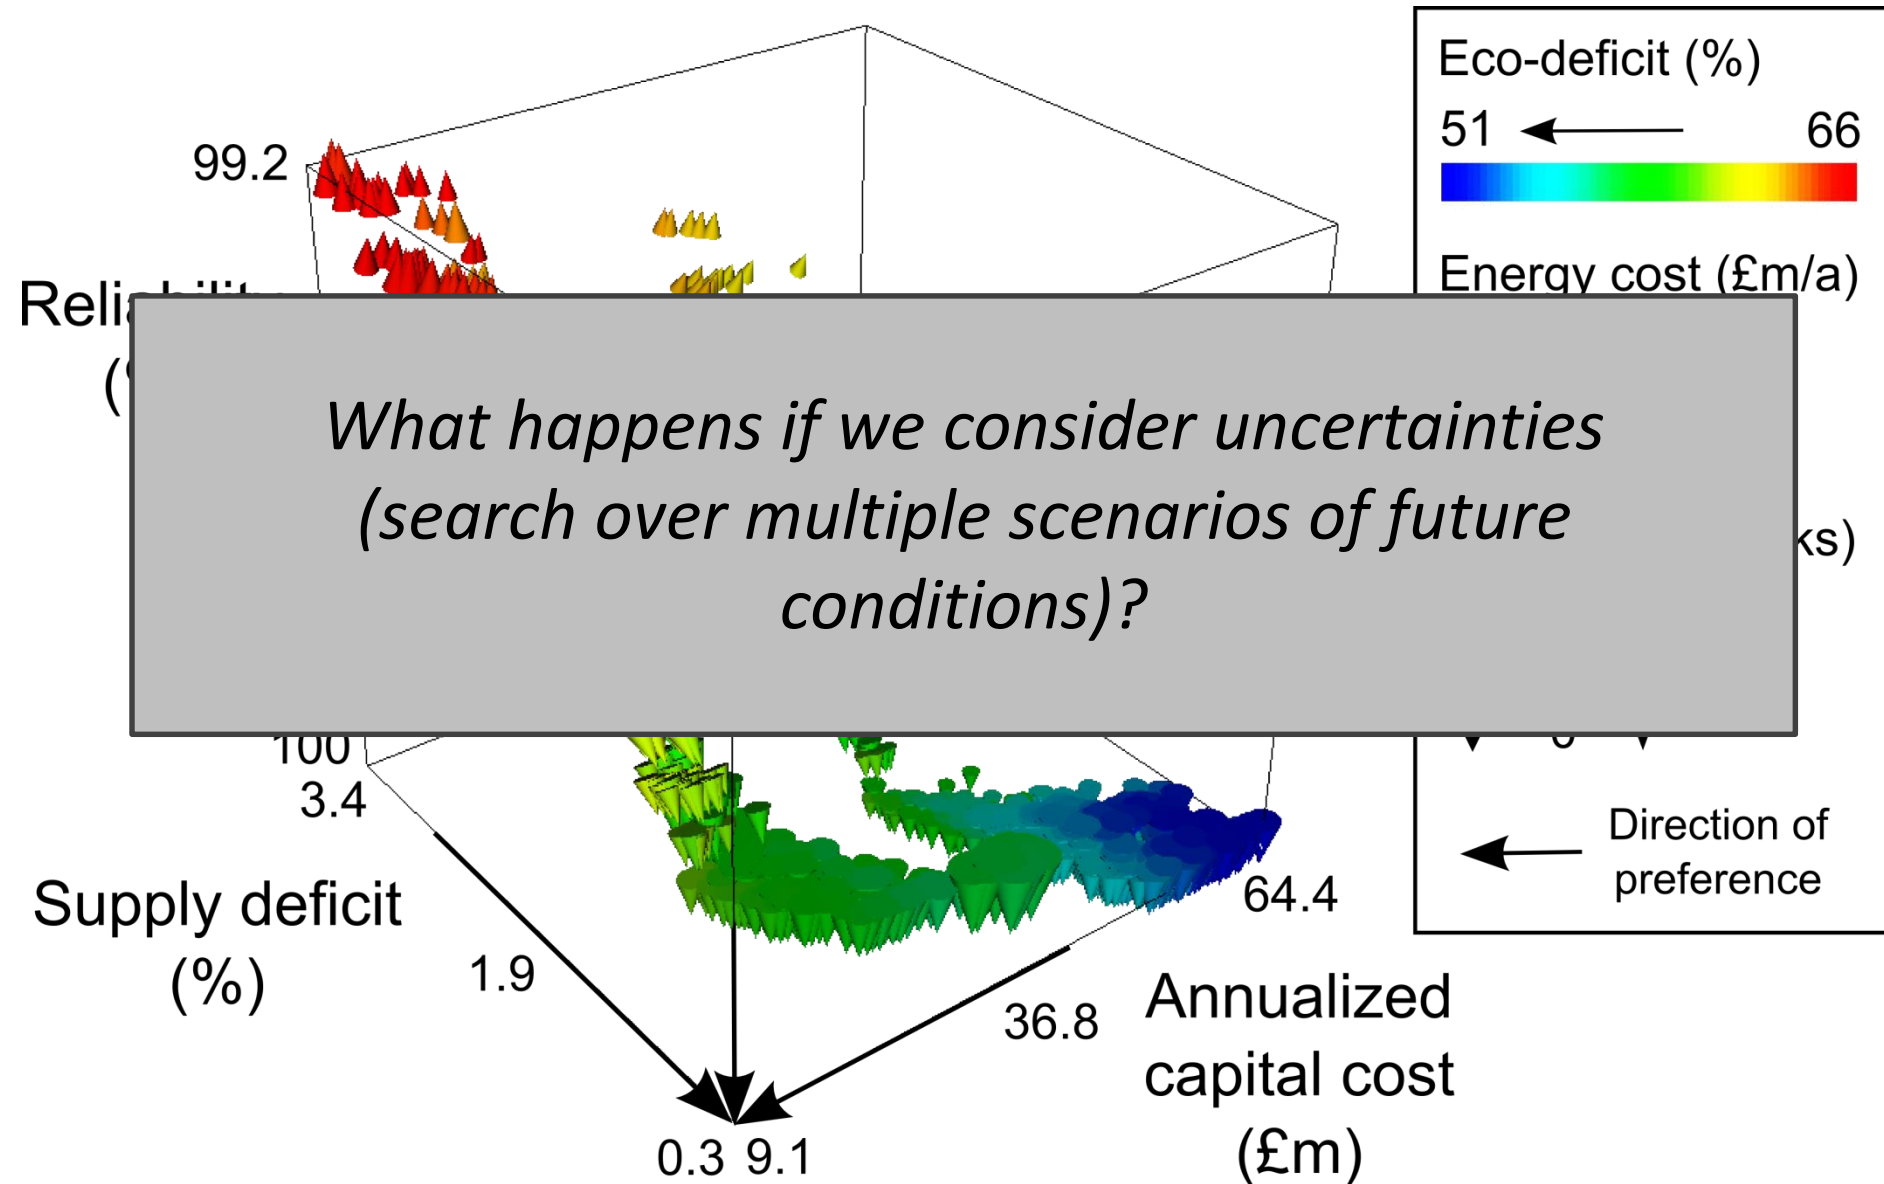 Eco-deficit (%)
51
66
99.2
Energy cost (£m/a)
What happens if we consider uncertainties
(search over multiple scenarios of future
conditions)?
100
3.4
Direction of
preference
Supply deficit
(%)
1.9
64.4
36.8
Annualized
capital cost
(£m)
0.3 9.1